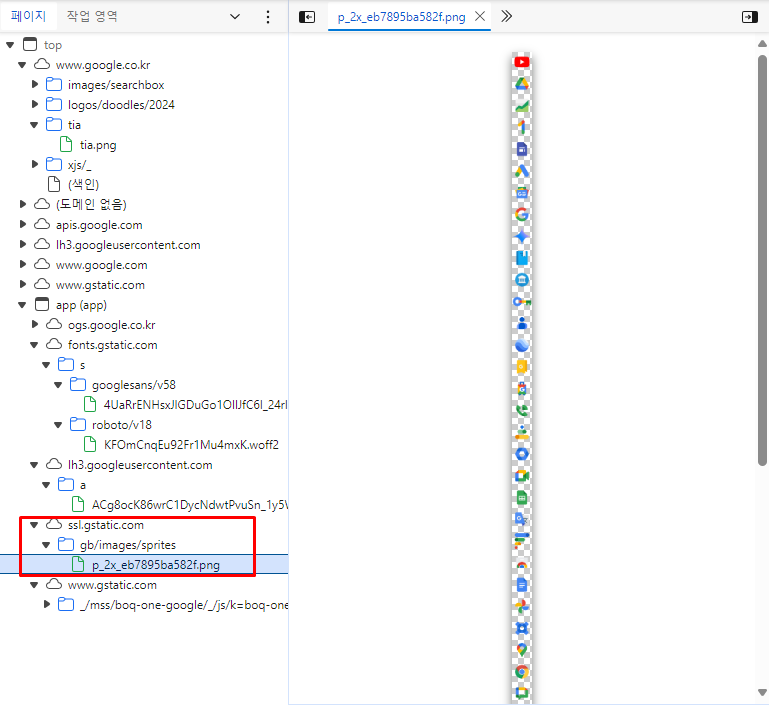 페이지 작업 영역
p_2x_eb7895ba582f.png
top
www.google.co.kr
images/searchbox
logos/doodles/2024
tia
tia.png
xjs/_
(색인)
(도메인 없음)
apis.google.com
lh3.googleusercontent.com
www.google.com
www.gstatic.com
app (app)
ogs.google.co.kr
fonts.gstatic.com
s
googlesans/v58
roboto/v18
KFOmCnqEu92Fr1Mu4mxK.woff2
lh3.googleusercontent.com
a
ssl.gstatic.com
gb/images/sprites
p_2x_eb7895ba582f.png
www.gstatic.com
_/mss/boq-one-google/_/js/k=boq-one